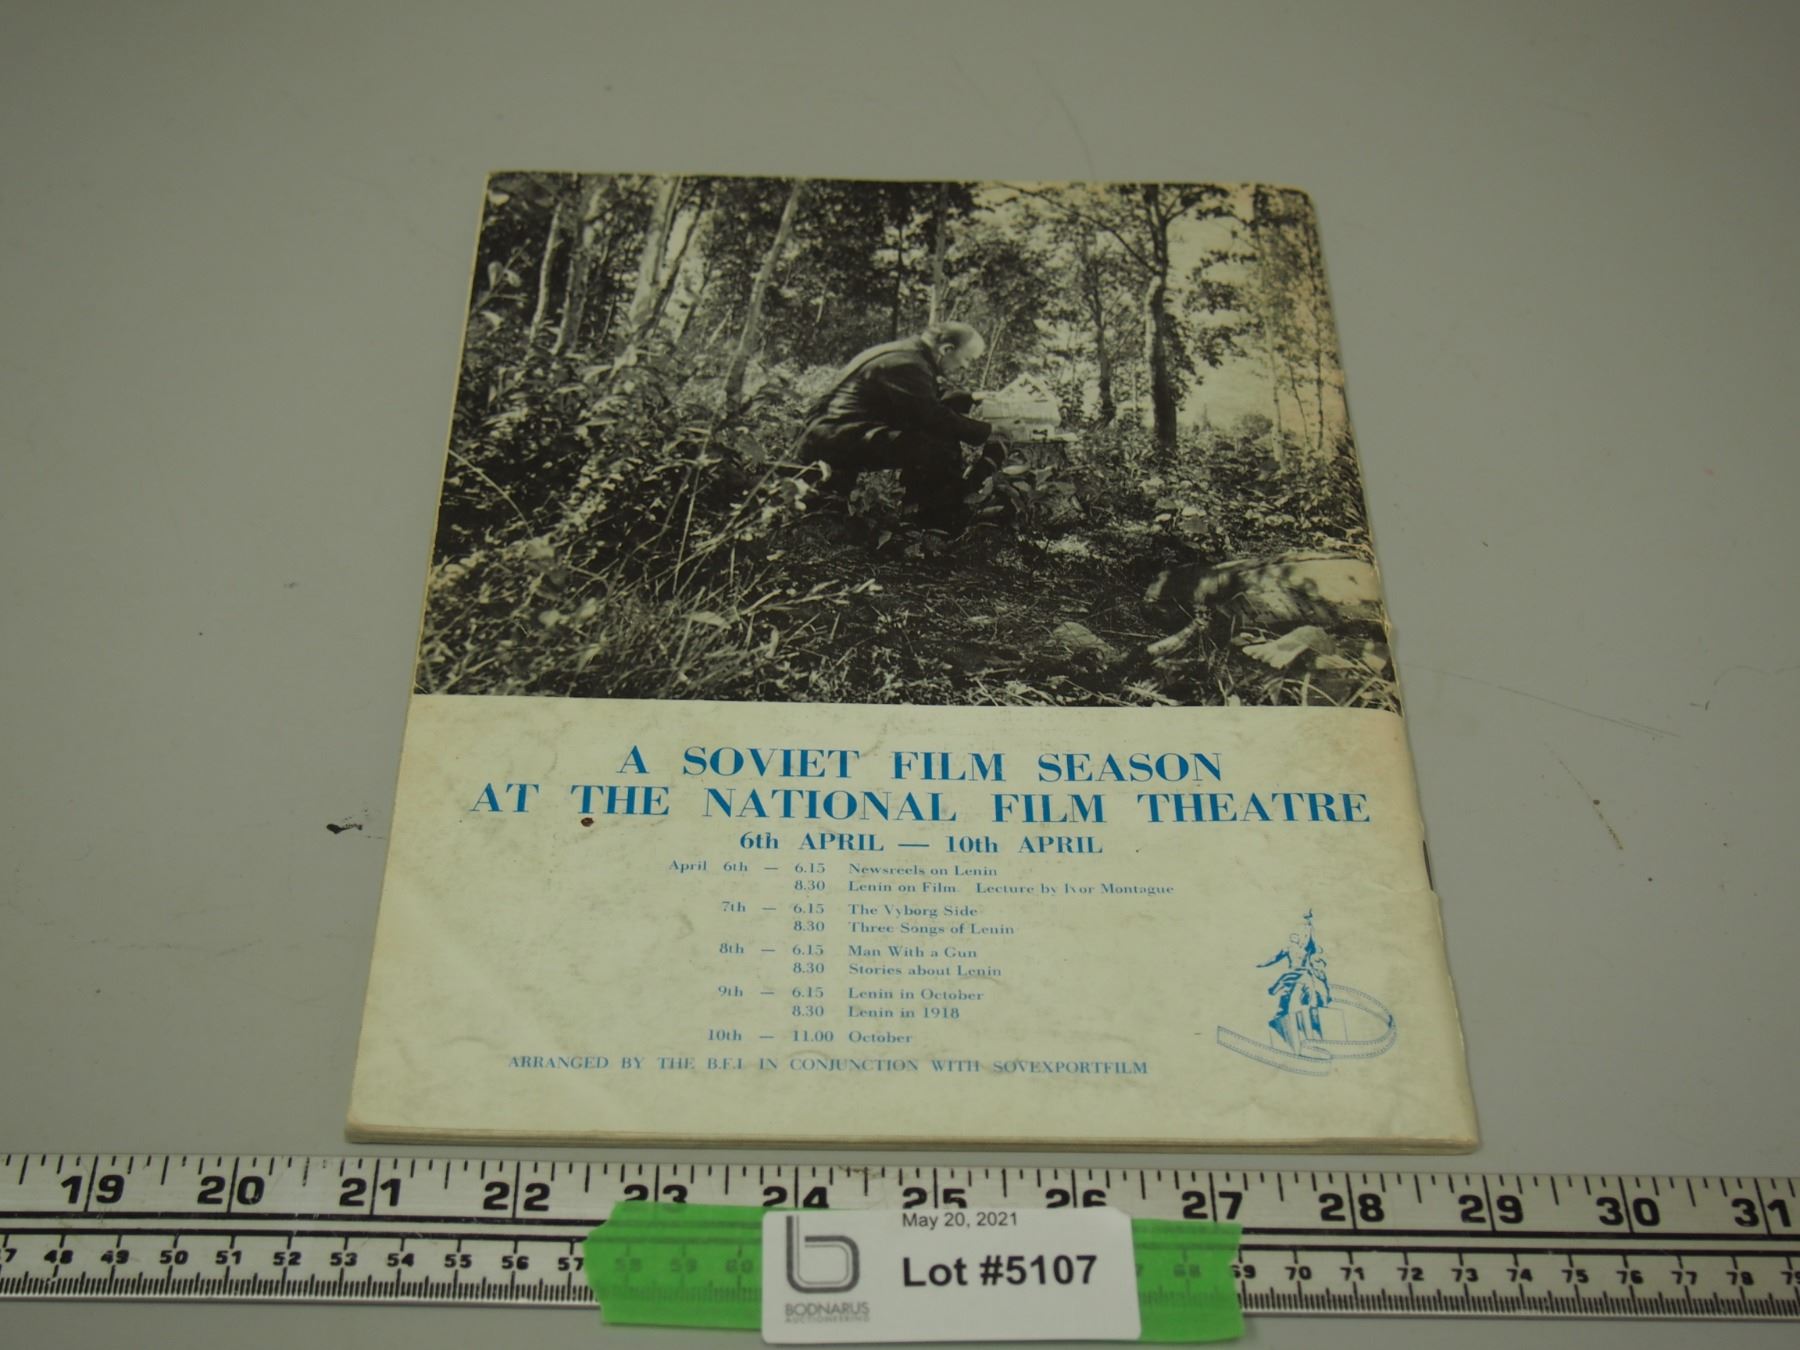 A SOVIET FILM SEASON
AT THE NATIONAL FILM THEATRE
6th APRIL — 10th APRIL
April 6th — 6.15 Newsreels on Lenin
8.30 Lenin on Film Lecture by Ivor Montague
7th — 6.15 The Vyborg Side
8.30 Three Songs of Lenin
8th — 6.15 Man With a Gun
8.30 Stories about Lenin
9th — 6.15 Lenin in October
8.30 Lenin in 1918
10th — 11.00 October
ARRANGED BY THE B.F.I IN CONJUNCTION WITH SOVEXPORTFILM
19 20 21 22 23 24 25 26 27 28 29 30 31
48 49 50 51 52 53 54 55 56 57 58 59 60 68 69 70 71 72 73 74 75 76 77 78
May 20, 2021
Lot #5107
BODNARUS
AUCTIONEERING